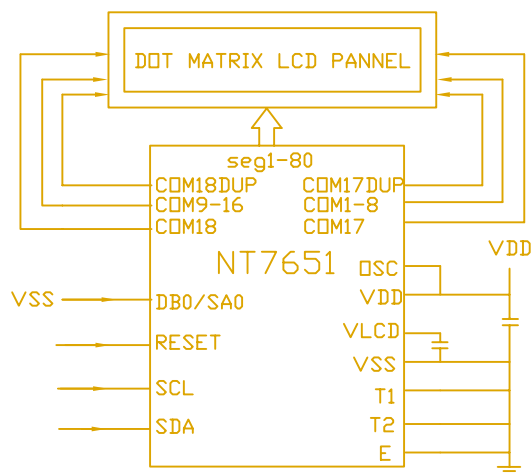 DOT MATRIX LCD PANNEL
seg1-80
COM18DUP COM17DUP
COM9-16 COM1-8
COM18 COM17
NT7651
OSC
VDD
VSS
DB0/SA0
VDD
VLCD
RESET
VSS
SCL
T1
SDA
T2
E